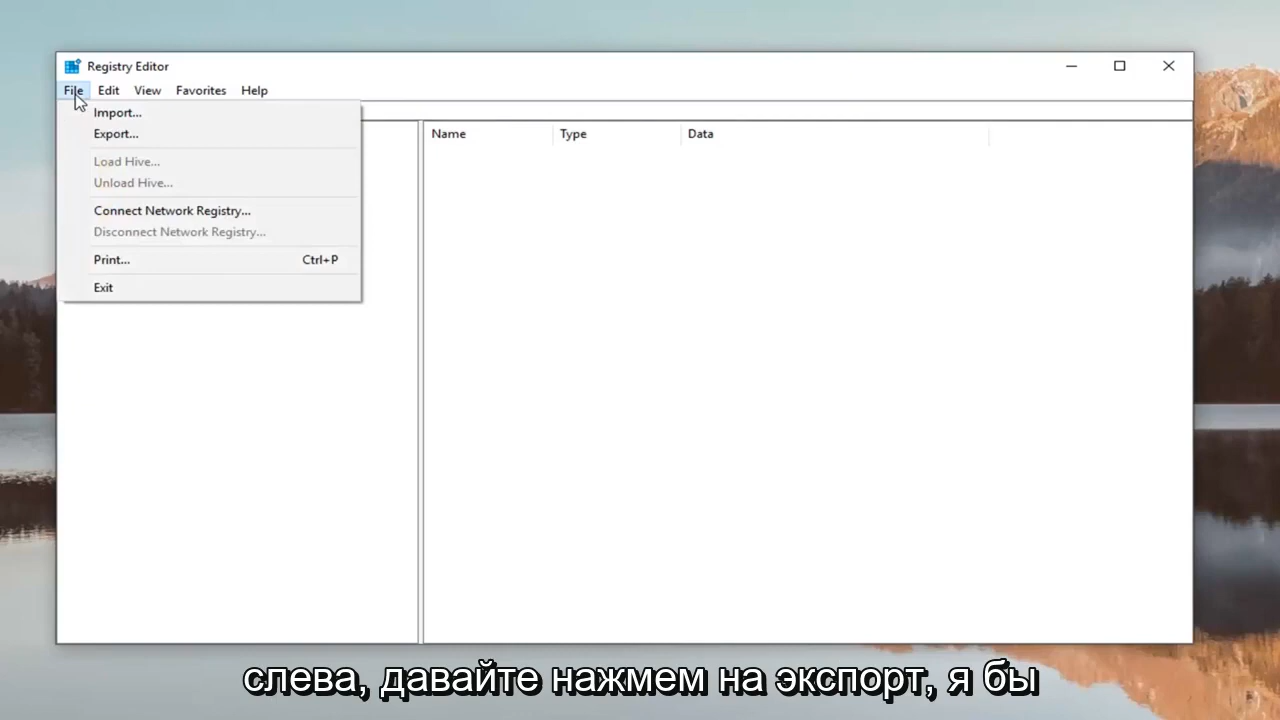 Registry Editor
File Edit View Favorites Help
Import...
Export...
Load Hive...
Unload Hive...
Connect Network Registry...
Disconnect Network Registry...
Print... Ctrl+P
Exit
Name Type Data
слева, давайте нажмем на экспорт, я бы